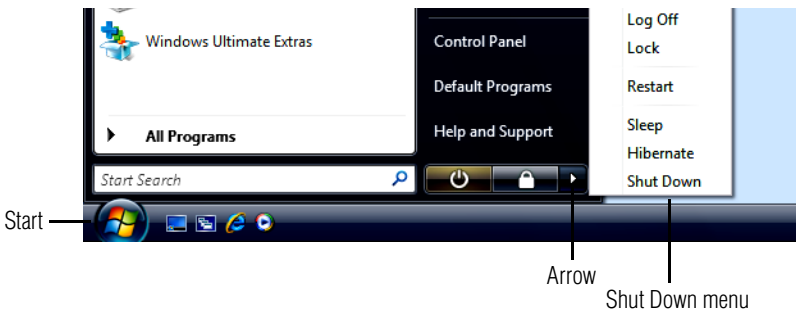 Windows Ultimate Extras
All Programs
Start Search
Control Panel
Default Programs
Help and Support
Log Off
Lock
Restart
Sleep
Hibernate
Shut Down
Start
Arrow
Shut Down menu